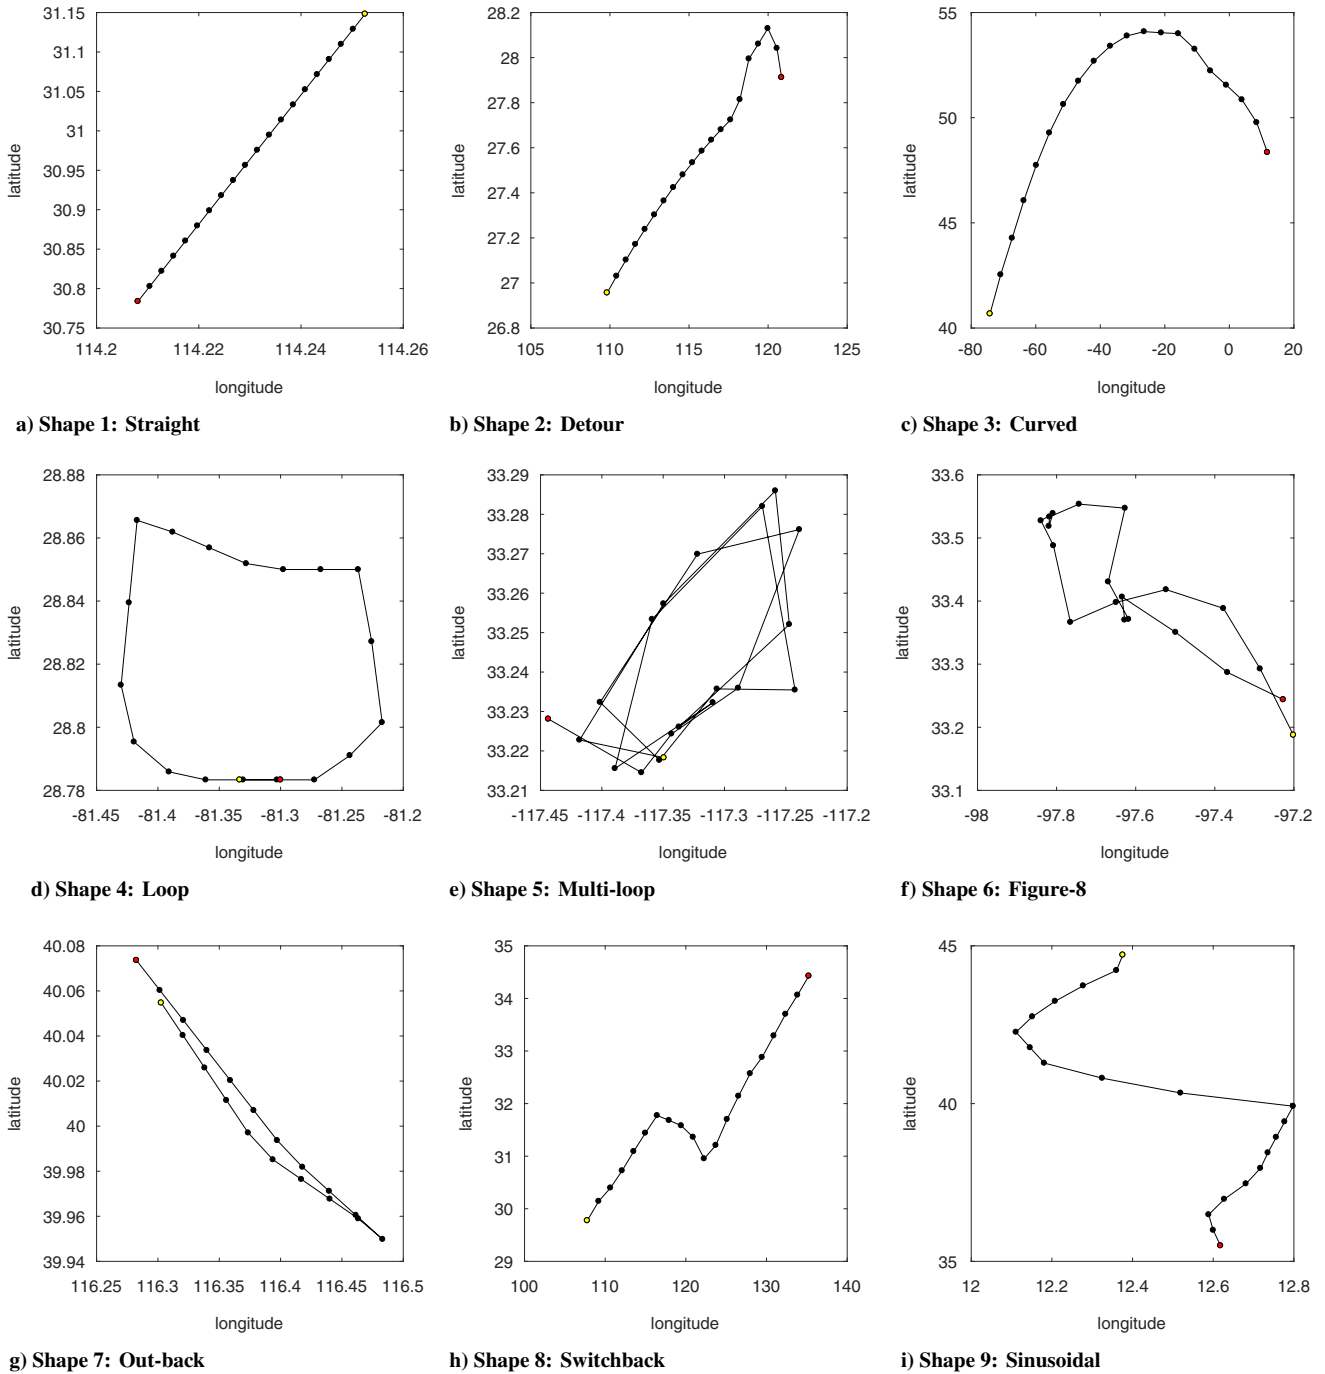 31.15
31.1
31.05
31
30.95
30.9
30.85
30.8
30.75
latitude
114.2 114.22 114.24 114.26
longitude
a) Shape 1: Straight
28.2
28
27.8
27.6
27.4
27.2
27
26.8
latitude
105 110 115 120 125
longitude
b) Shape 2: Detour
55
50
45
40
latitude
-80 -60 -40 -20 0 20
longitude
c) Shape 3: Curved
28.88
28.86
28.84
28.82
28.8
28.78
latitude
-81.45 -81.4 -81.35 -81.3 -81.25 -81.2
longitude
d) Shape 4: Loop
33.29
33.28
33.27
33.26
33.25
33.24
33.23
33.22
33.21
latitude
-117.45 -117.4 -117.35 -117.3 -117.25 -117.2
longitude
e) Shape 5: Multi-loop
33.6
33.5
33.4
33.3
33.2
33.1
latitude
-98 -97.8 -97.6 -97.4 -97.2
longitude
f) Shape 6: Figure-8
40.08
40.06
40.04
40.02
40
39.98
39.96
39.94
latitude
116.25 116.3 116.35 116.4 116.45 116.5
longitude
g) Shape 7: Out-back
35
34
33
32
31
30
29
latitude
100 110 120 130 140
longitude
h) Shape 8: Switchback
45
40
35
latitude
12 12.2 12.4 12.6 12.8
longitude
i) Shape 9: Sinusoidal